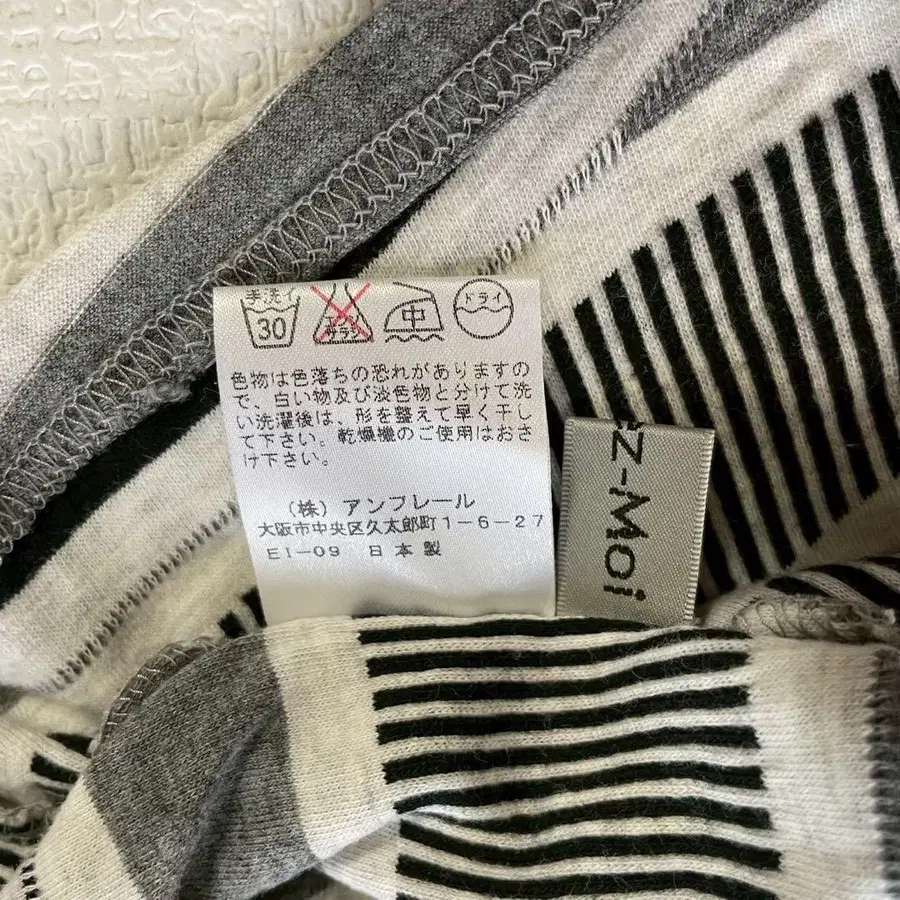 手洗イ
30
エンソ
サラシ
中
ドライ
色物は色落ちの恐れがありますの
で、白い物及び淡色物と分けて洗
い洗濯後は、形を整えて早く干し
て下さい。乾燥機のご使用はおさ
け下さい。
(株)アンフレール
大阪市中央区久太郎町1-6-27
EI-09 日本製
ez-Moi